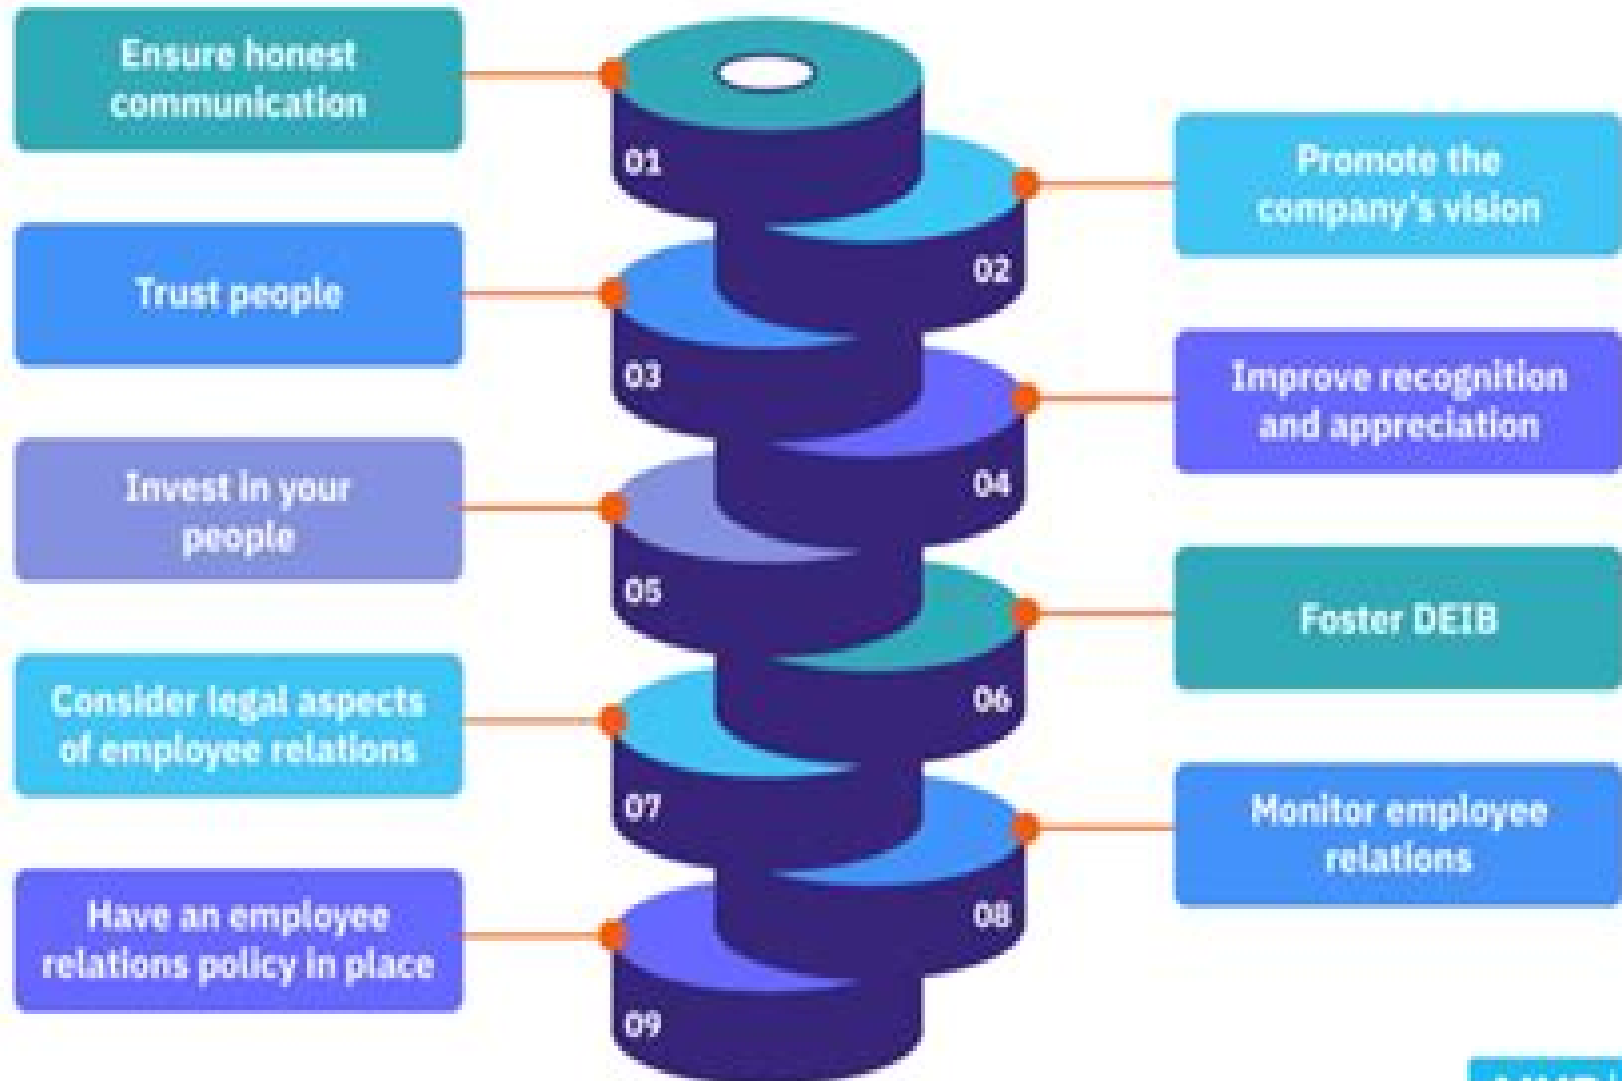 Ensure honest
communication
01
Promote the
company's vision
02
Trust people
03
Improve recognition
and appreciation
04
Invest in your
people
05
Foster DEIB
06
Consider legal aspects
of employee relations
07
Monitor employee
relations
08
Have an employee
relations policy in place
09